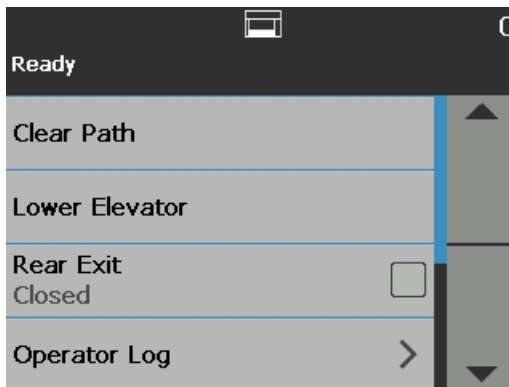 Ready
Clear Path
Lower Elevator
Rear Exit
Closed
Operator Log